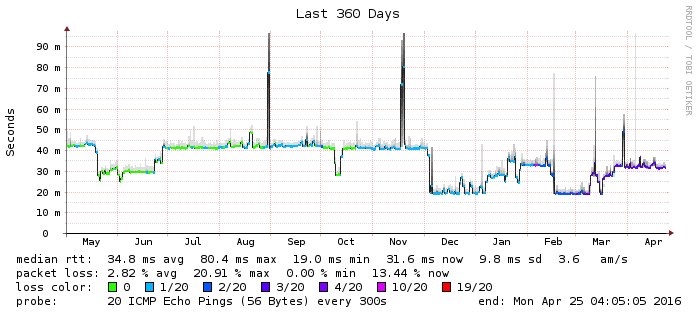 Last 360 Days
RRDTOOL / TOBI OETIKER
Seconds
90 m
80 m
70 m
60 m
50 m
40 m
30 m
20 m
10 m
0
May Jun Jul Aug Sep Oct Nov Dec Jan Feb Mar Apr
median rtt: 34.8 ms avg 80.4 ms max 19.0 ms min 31.6 ms now 9.8 ms sd 3.6 am/s
packet loss: 2.82 % avg 20.91 % max 0.00 % min 13.44 % now
loss color: 0 1/20 2/20 3/20 4/20 10/20 19/20
probe: 20 ICMP Echo Pings (56 Bytes) every 300s end: Mon Apr 25 04:05:05 2016